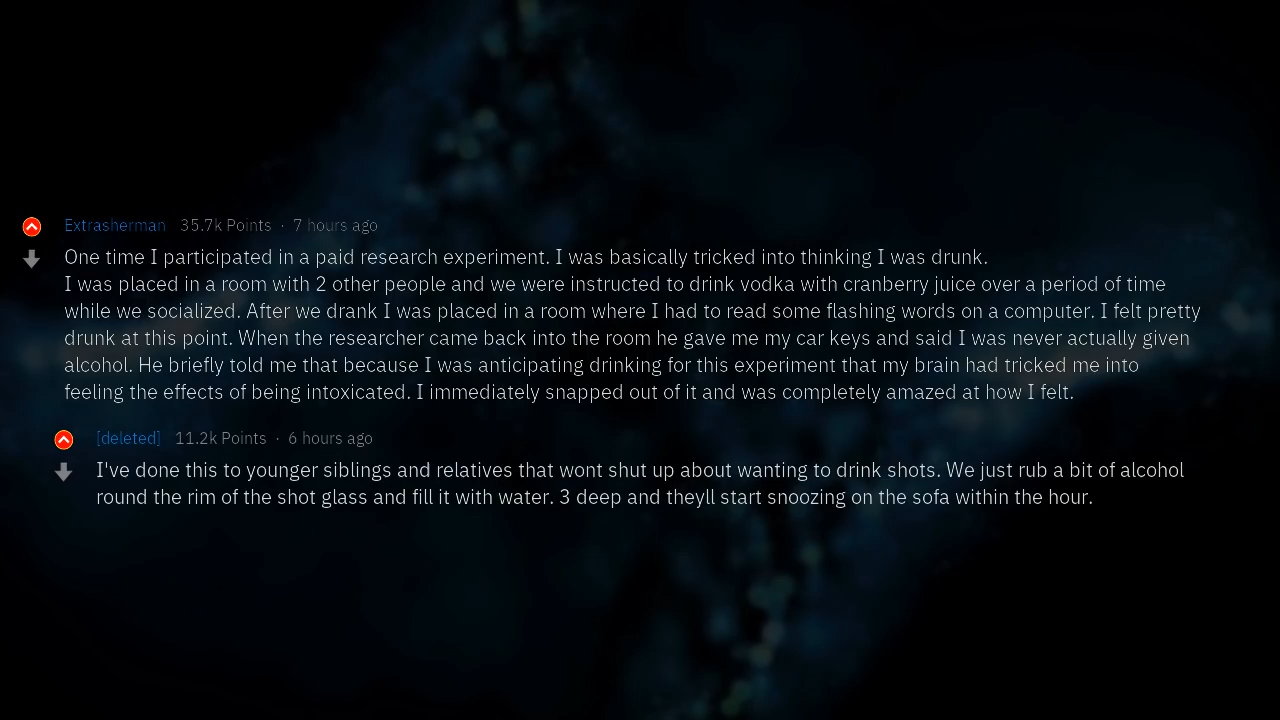 Extrasherman 35.7k Points · 7 hours ago
One time I participated in a paid research experiment. I was basically tricked into thinking I was drunk.
I was placed in a room with 2 other people and we were instructed to drink vodka with cranberry juice over a period of time
while we socialized. After we drank I was placed in a room where I had to read some flashing words on a computer. I felt pretty
drunk at this point. When the researcher came back into the room he gave me my car keys and said I was never actually given
alcohol. He briefly told me that because I was anticipating drinking for this experiment that my brain had tricked me into
feeling the effects of being intoxicated. I immediately snapped out of it and was completely amazed at how I felt.
[deleted] 11.2k Points · 6 hours ago
I've done this to younger siblings and relatives that wont shut up about wanting to drink shots. We just rub a bit of alcohol
round the rim of the shot glass and fill it with water. 3 deep and theyll start snoozing on the sofa within the hour.